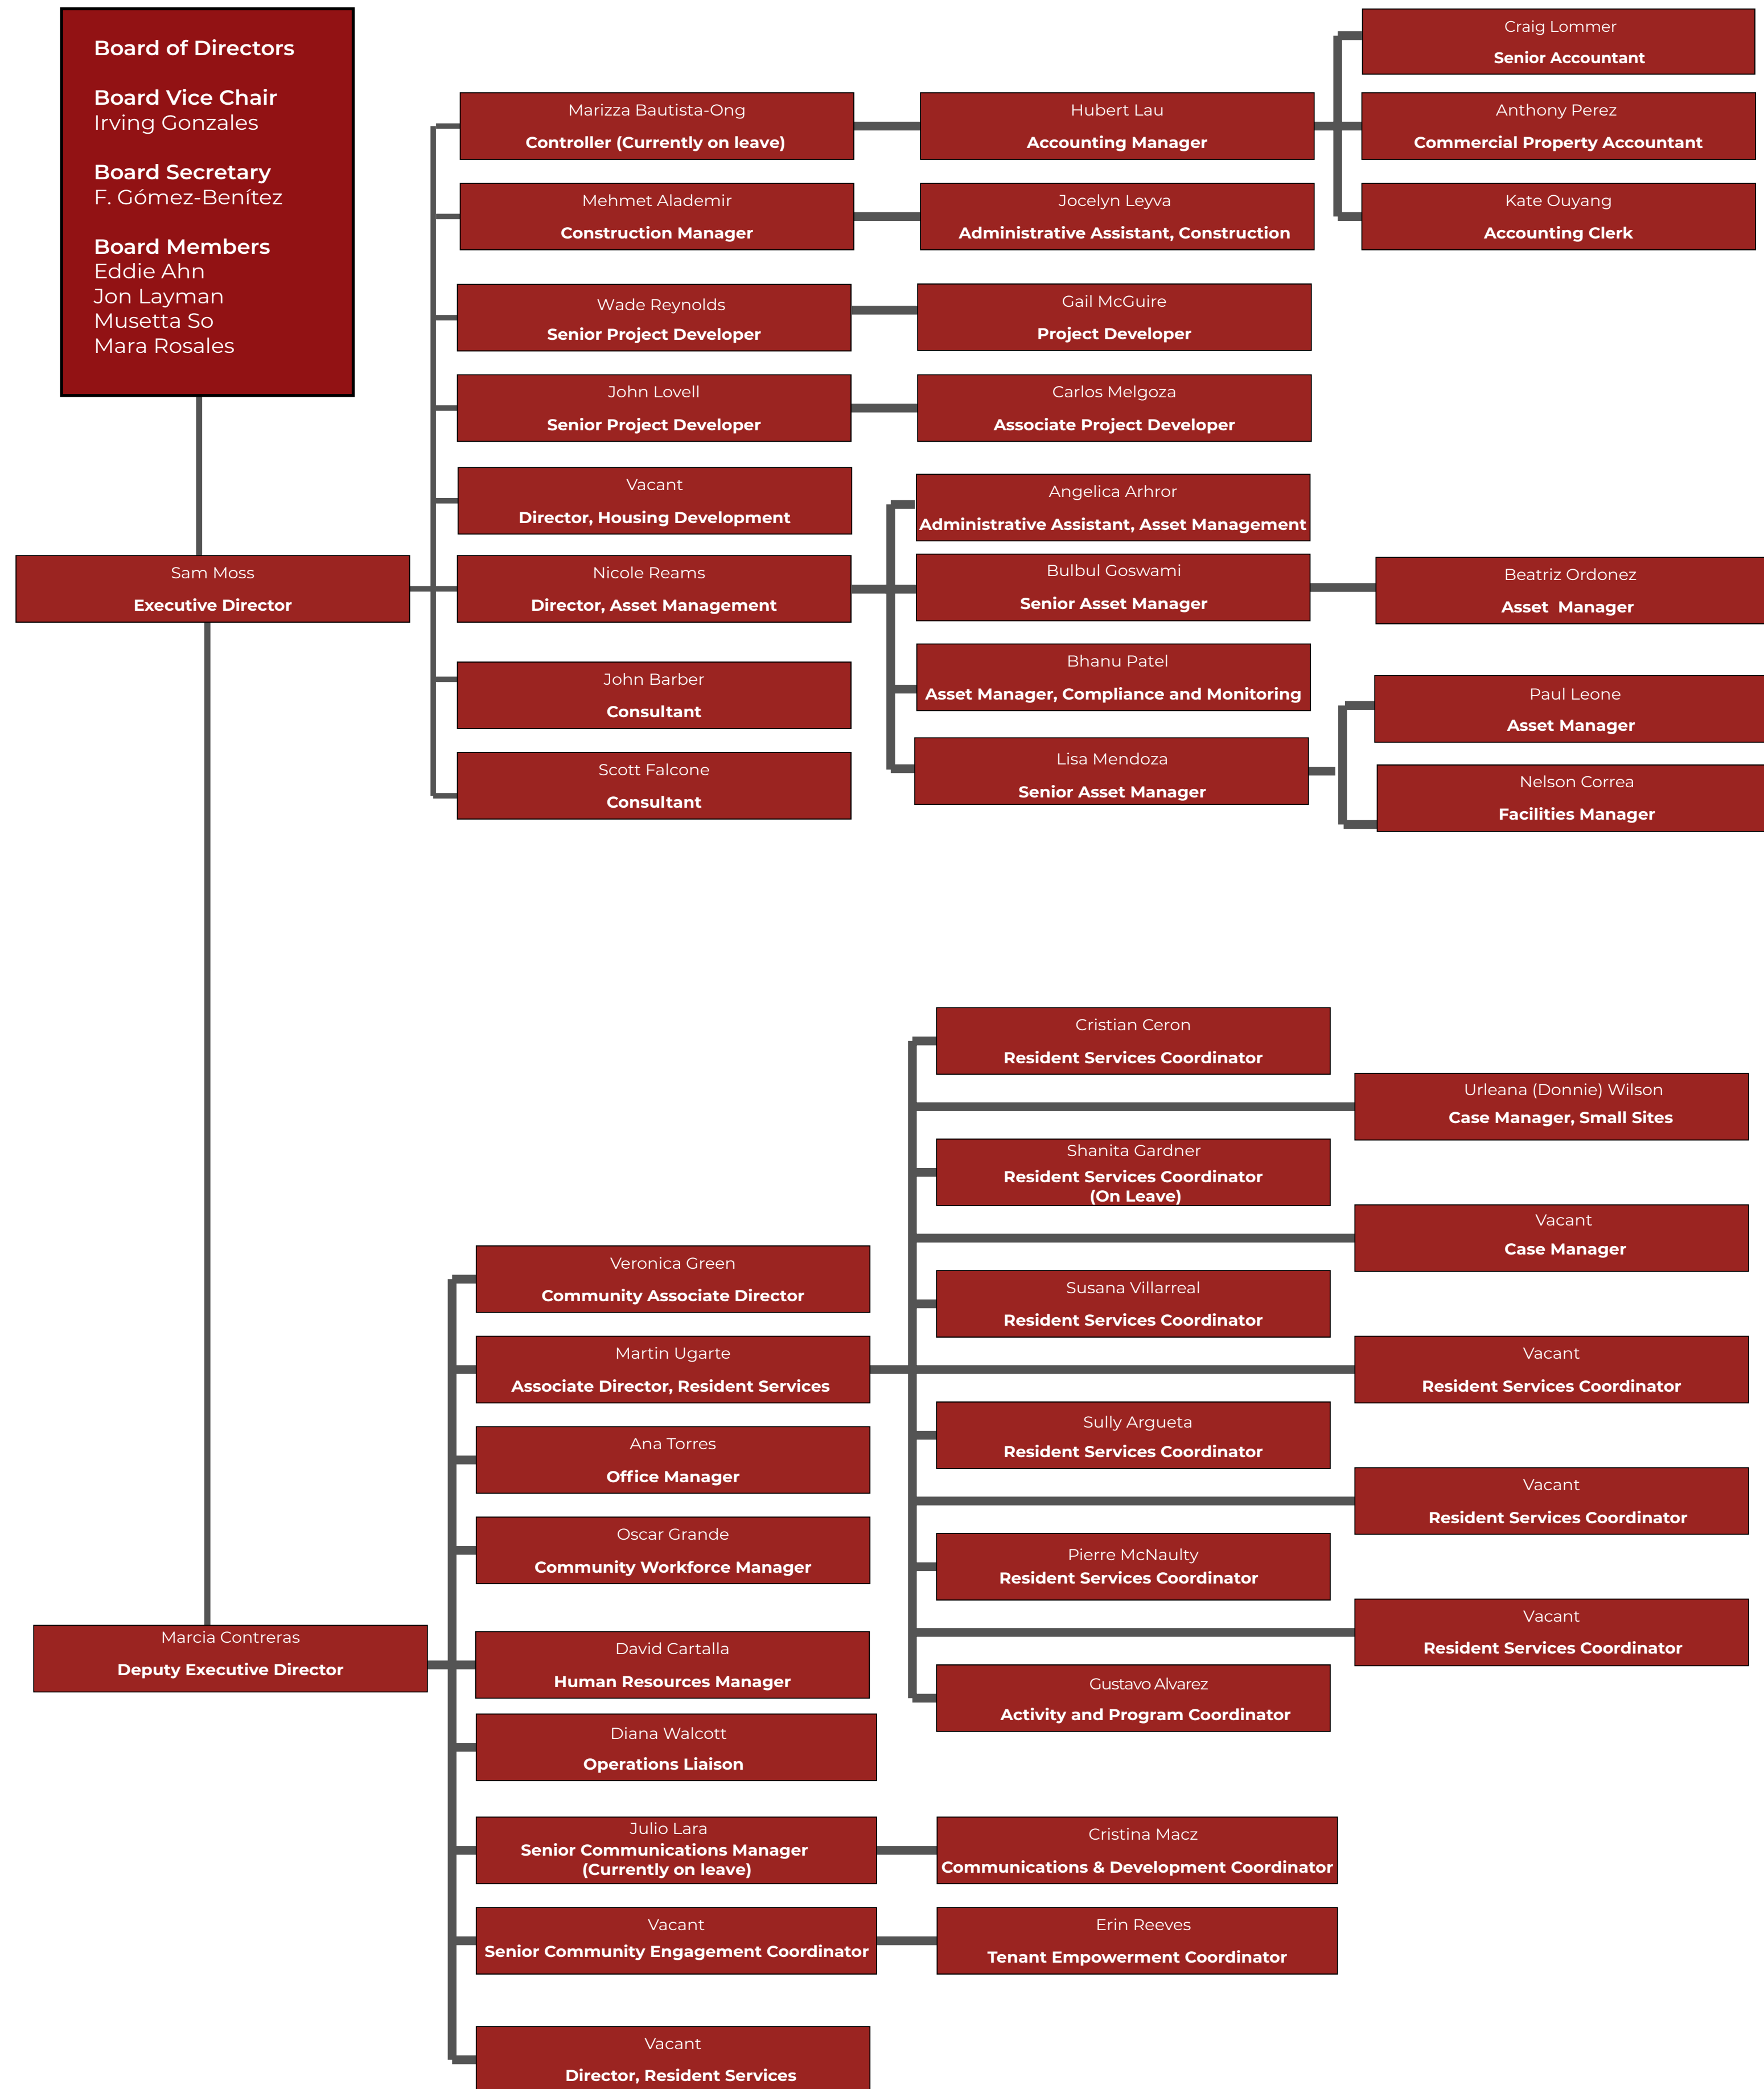 Board of Directors
Board Vice Chair
Irving Gonzales
Board Secretary
F. Gómez-Benítez
Board Members
Eddie Ahn
Jon Layman
Musetta So
Mara Rosales
Sam Moss
Executive Director
Marizza Bautista-Ong
Controller (Currently on leave)
Hubert Lau
Accounting Manager
Craig Lommer
Senior Accountant
Anthony Perez
Commercial Property Accountant
Kate Ouyang
Accounting Clerk
Mehmet Alademir
Construction Manager
Jocelyn Leyva
Administrative Assistant, Construction
Wade Reynolds
Senior Project Developer
Gail McGuire
Project Developer
John Lovell
Senior Project Developer
Carlos Melgoza
Associate Project Developer
Vacant
Director, Housing Development
Nicole Reams
Director, Asset Management
Angelica Arhror
Administrative Assistant, Asset Management
Bulbul Goswami
Senior Asset Manager
Beatriz Ordonez
Asset Manager
Bhanu Patel
Asset Manager, Compliance and Monitoring
Lisa Mendoza
Senior Asset Manager
Paul Leone
Asset Manager
Nelson Correa
Facilities Manager
John Barber
Consultant
Scott Falcone
Consultant
Marcia Contreras
Deputy Executive Director
Veronica Green
Community Associate Director
Martin Ugarte
Associate Director, Resident Services
Cristian Ceron
Resident Services Coordinator
Urleana (Donnie) Wilson
Case Manager, Small Sites
Shanita Gardner
Resident Services Coordinator
(On Leave)
Vacant
Case Manager
Susana Villarreal
Resident Services Coordinator
Vacant
Resident Services Coordinator
Sully Argueta
Resident Services Coordinator
Vacant
Resident Services Coordinator
Pierre McNaulty
Resident Services Coordinator
Vacant
Resident Services Coordinator
Gustavo Alvarez
Activity and Program Coordinator
Ana Torres
Office Manager
Oscar Grande
Community Workforce Manager
David Cartalla
Human Resources Manager
Diana Walcott
Operations Liaison
Julio Lara
Senior Communications Manager
(Currently on leave)
Cristina Macz
Communications & Development Coordinator
Vacant
Senior Community Engagement Coordinator
Erin Reeves
Tenant Empowerment Coordinator
Vacant
Director, Resident Services